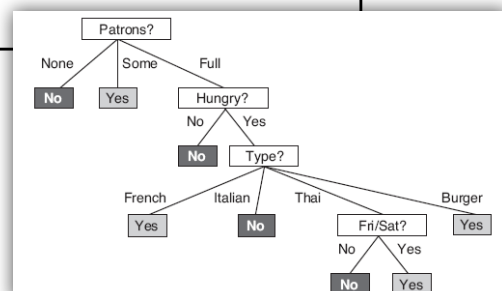 Patrons?
None Some Full
No Yes Hungry?
No Yes
No Type?
French Italian Thai Burger
Yes No Fri/Sat? Yes
No Yes
No Yes